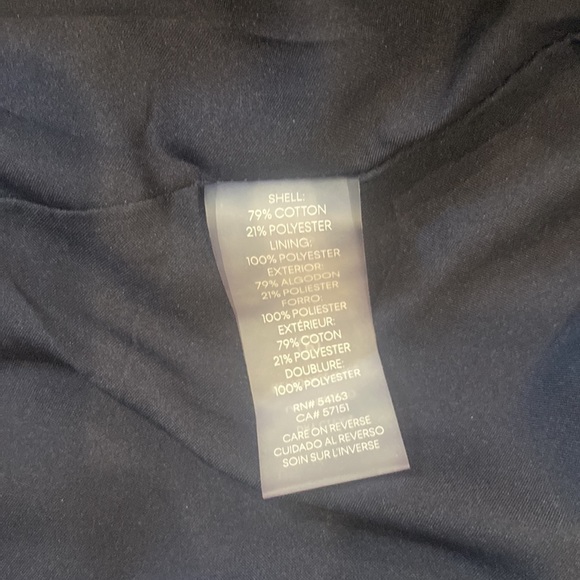 SHELL:
79% COTTON
21% POLYESTER
LINING:
100% POLYESTER
EXTERIOR:
79% ALGODON
21% POLIESTER
FORRO:
100% POLIESTER
EXTÉRIEUR:
79% COTON
21% POLYESTER
DOUBLURE:
100% POLYESTER
RN# 54163
CA# 57151
CARE ON REVERSE
CUIDADO AL REVERSO
SOIN SUR L'INVERSE